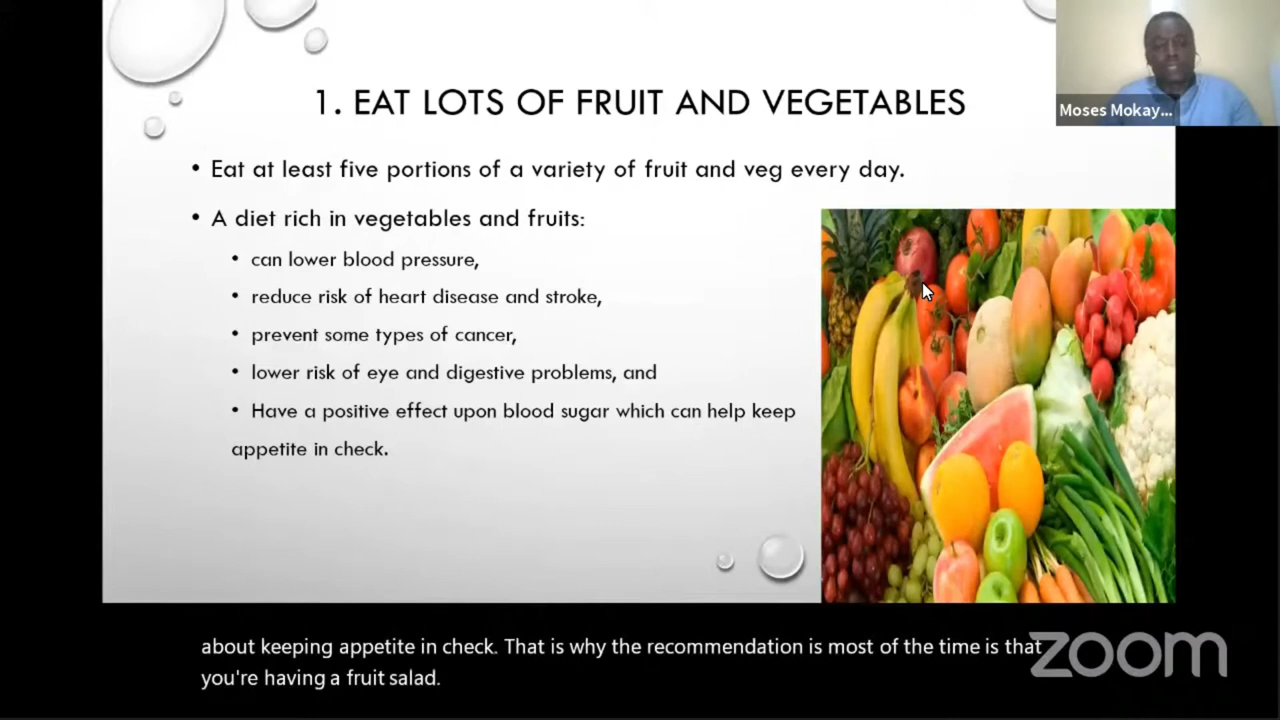 1. EAT LOTS OF FRUIT AND VEGETABLES
Moses Mokay...
• Eat at least five portions of a variety of fruit and veg every day.
• A diet rich in vegetables and fruits:
• can lower blood pressure,
• reduce risk of heart disease and stroke,
• prevent some types of cancer,
• lower risk of eye and digestive problems, and
• Have a positive effect upon blood sugar which can help keep
appetite in check.
about keeping appetite in check. That is why the recommendation is most of the time is that
you're having a fruit salad.
zoom